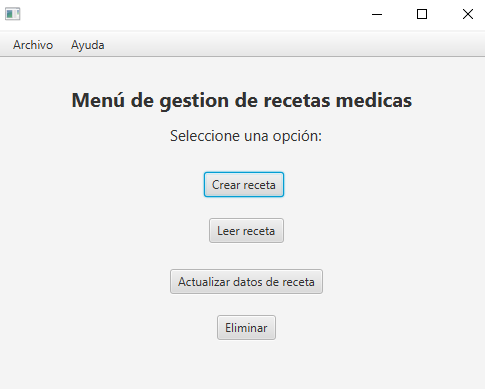 Archivo Ayuda
Menú de gestion de recetas medicas
Seleccione una opción:
Crear receta
Leer receta
Actualizar datos de receta
Eliminar